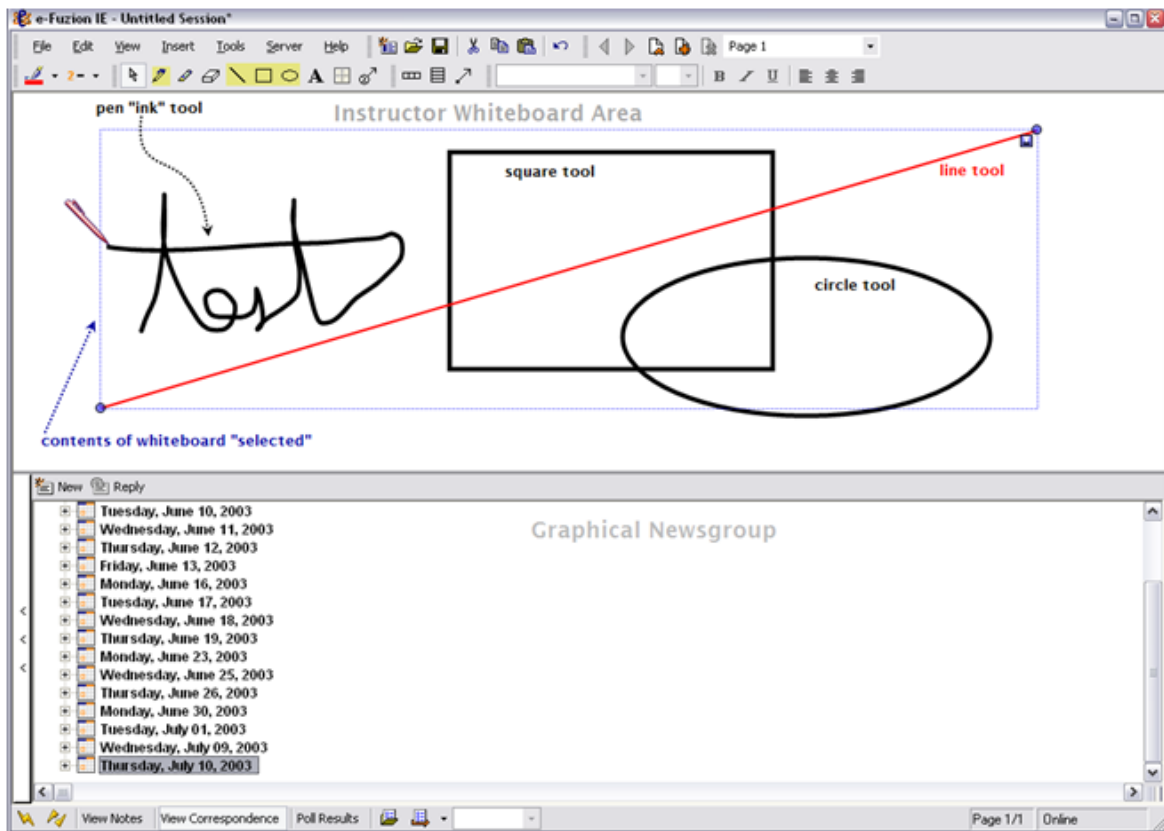 e-Fuzion IE - Untitled Session*
File Edit View Insert Tools Server Help Page 1
2 A B I U
pen "ink" tool
Instructor Whiteboard Area
square tool
line tool
test
circle tool
contents of whiteboard "selected"
New Reply
Graphical Newsgroup
Tuesday, June 10, 2003
Wednesday, June 11, 2003
Thursday, June 12, 2003
Friday, June 13, 2003
Monday, June 16, 2003
Tuesday, June 17, 2003
Wednesday, June 18, 2003
Thursday, June 19, 2003
Monday, June 23, 2003
Wednesday, June 25, 2003
Thursday, June 26, 2003
Monday, June 30, 2003
Tuesday, July 01, 2003
Wednesday, July 09, 2003
Thursday, July 10, 2003
View Notes View Correspondence Poll Results Page 1/1 Online